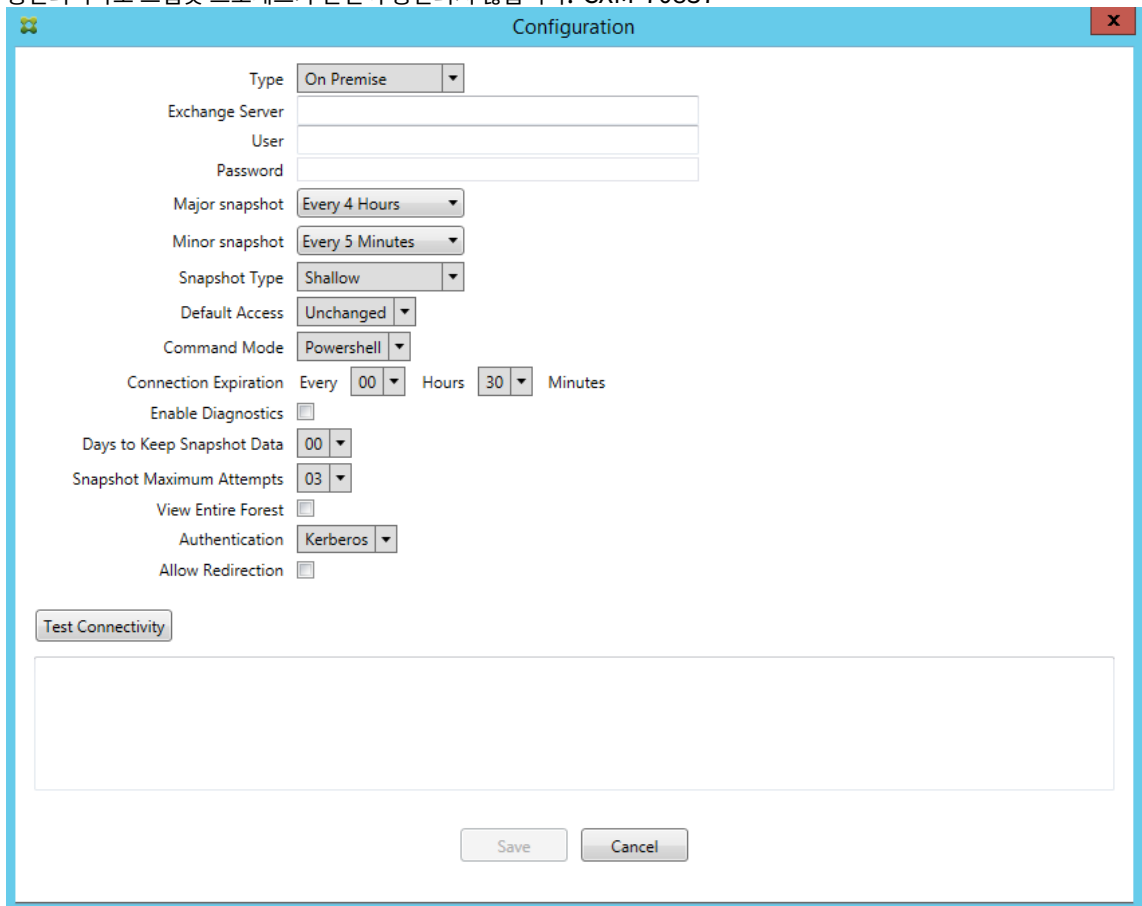 CXM-70837
Configuration
x
Type On Premise
Exchange Server
User
Password
Major snapshot Every 4 Hours
Minor snapshot Every 5 Minutes
Snapshot Type Shallow
Default Access Unchanged
Command Mode Powershell
Connection Expiration Every 00 Hours 30 Minutes
Enable Diagnostics
Days to Keep Snapshot Data 00
Snapshot Maximum Attempts 03
View Entire Forest
Authentication Kerberos
Allow Redirection
Test Connectivity
Save Cancel